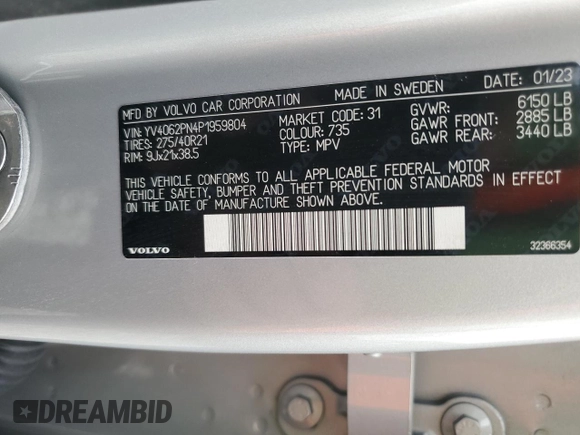 MFD BY VOLVO CAR CORPORATION MADE IN SWEDEN 01/23
VIN: YV4062PN4P1959804 MARKET CODE: 31 GVWR: 6150 LB
TIRES: 275/40R21 COLOUR: 735 GAWR FRONT: 2885 LB
RIM: 9Jx21x38.5 TYPE: MPV GAWR REAR: 3440 LB
THIS VEHICLE CONFORMS TO ALL APPLICABLE FEDERAL MOTOR
VEHICLE SAFETY, BUMPER AND THEFT PREVENTION STANDARDS IN EFFECT
ON THE DATE OF MANUFACTURE SHOWN ABOVE.
VOLVO 32366354
DREAMBID